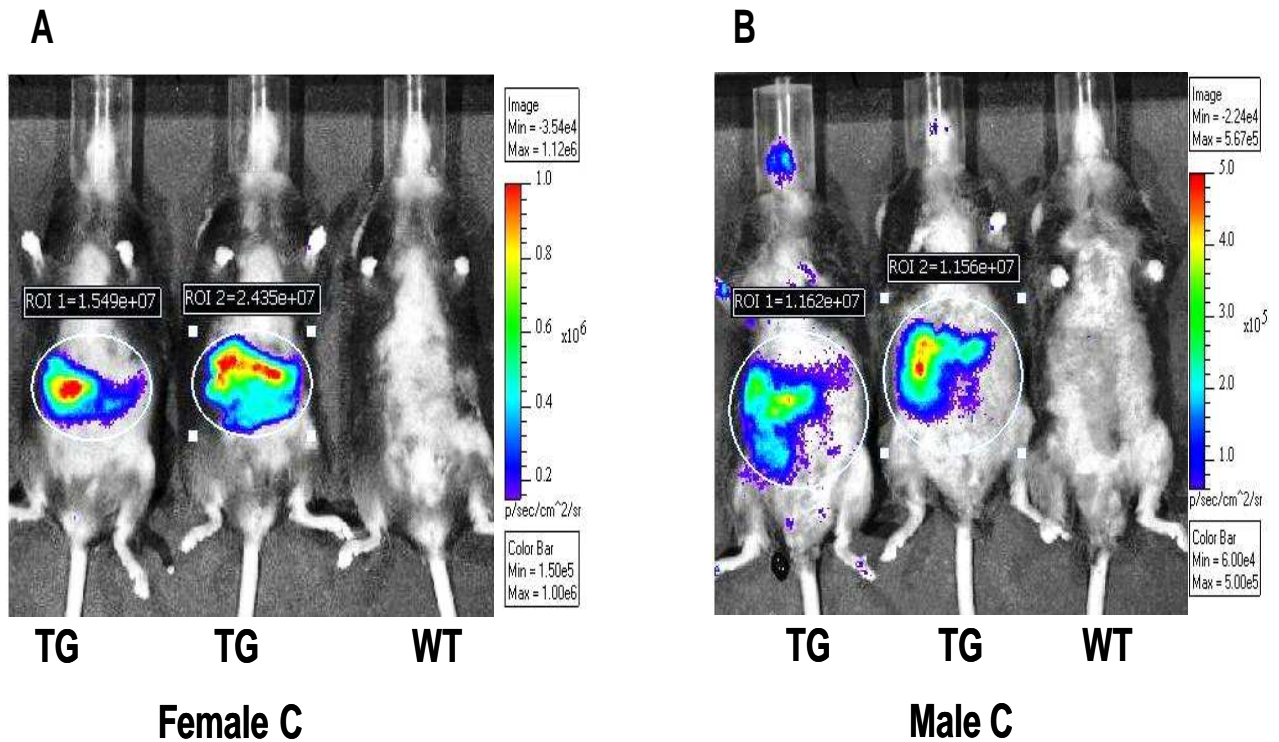 A
Image
Min = -3.54e4
Max = 1.12e6
1.0
0.8
0.6
x10^6
0.4
0.2
p/sec/cm^2/sr
Color Bar
Min = 1.50e5
Max = 1.00e6
ROI 1=1.549e+07
ROI 2=2.435e+07
TG
TG
WT
Female C
B
Image
Min = -2.24e4
Max = 5.67e5
5.0
4.0
3.0
x10^5
2.0
1.0
p/sec/cm^2/sr
Color Bar
Min = 6.00e4
Max = 5.00e5
ROI 2=1.156e+07
ROI 1=1.162e+07
TG
TG
WT
Male C